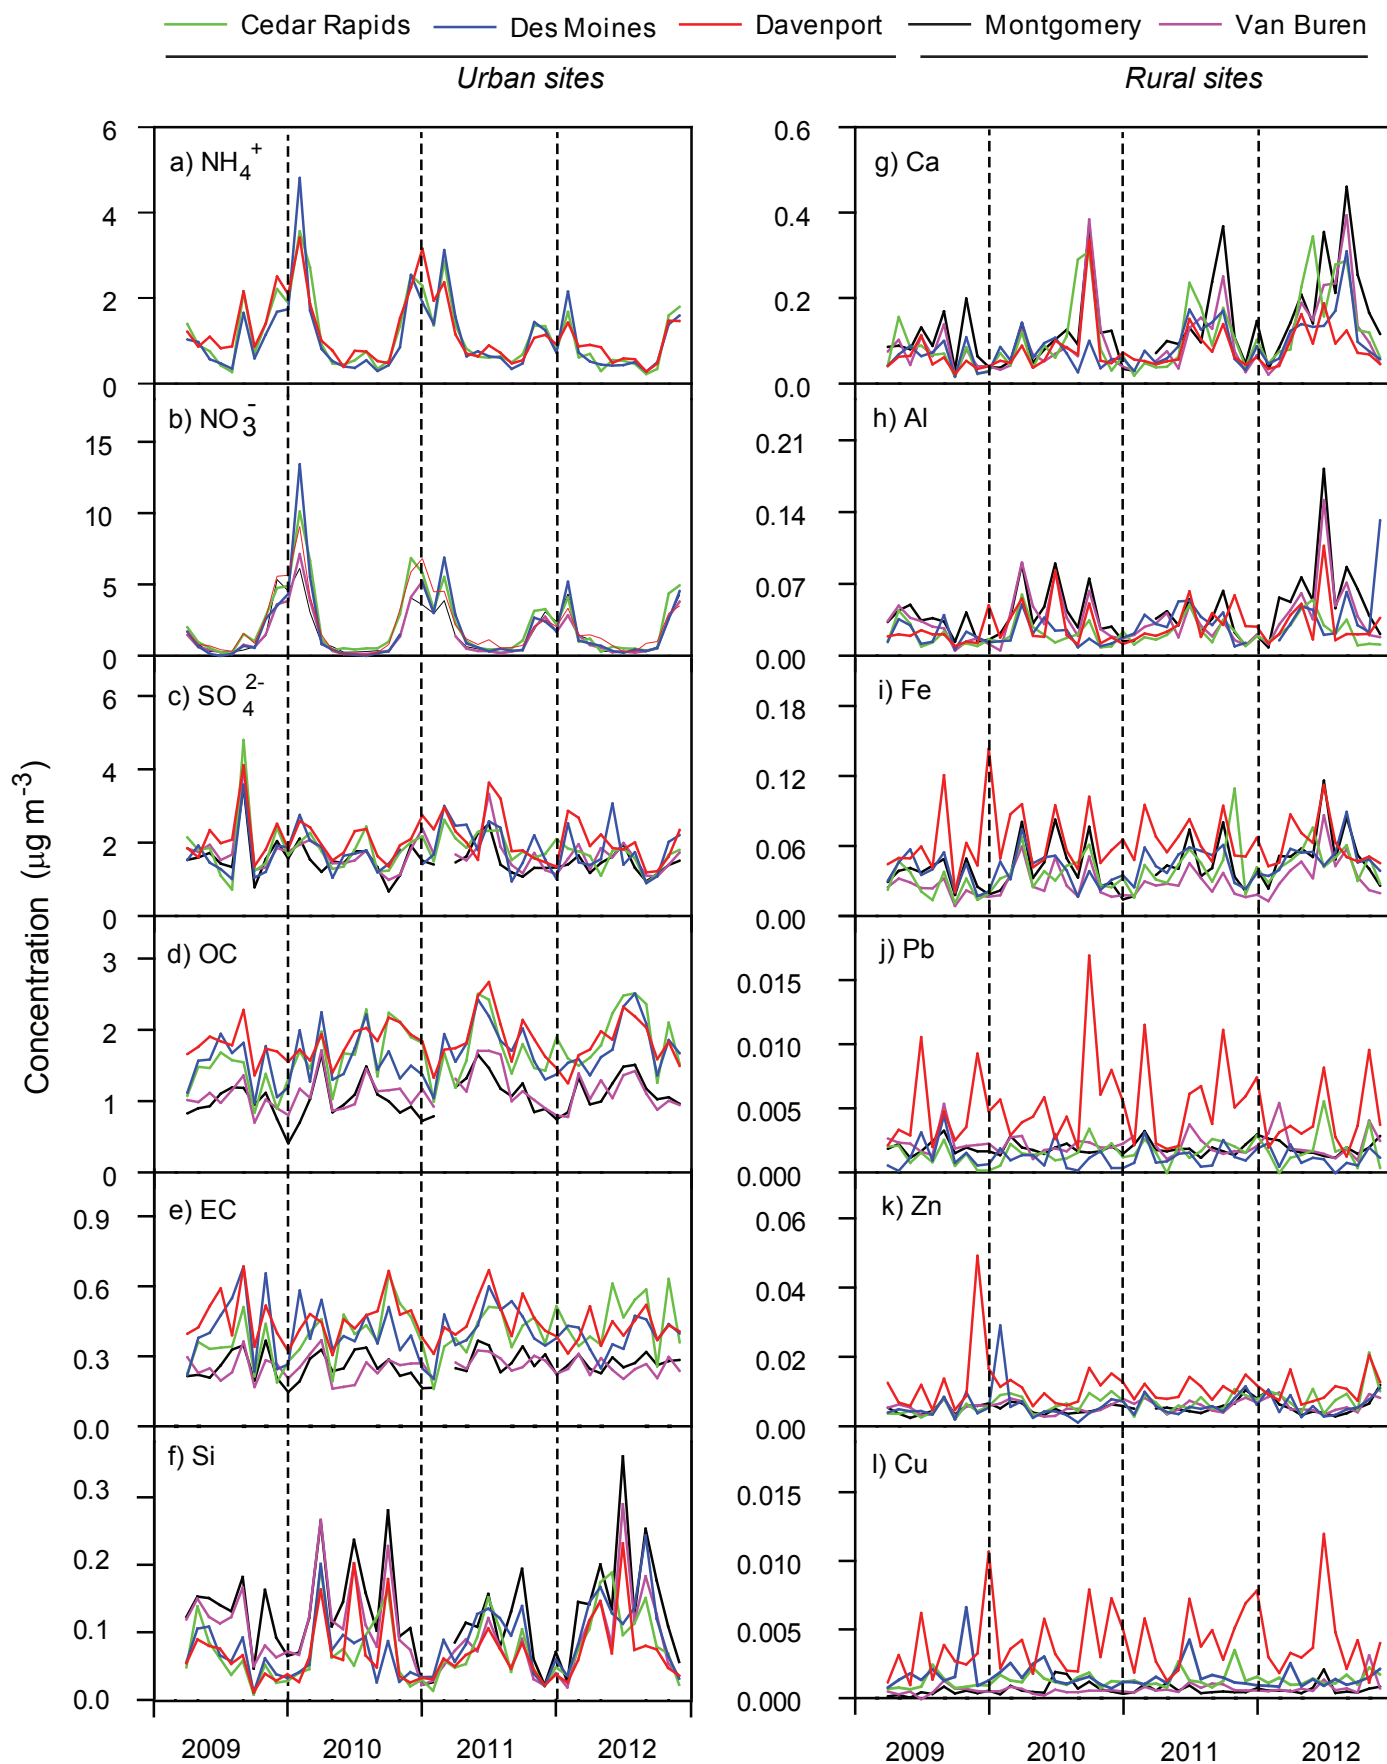 Cedar Rapids Des Moines Davenport Montgomery Van Buren
Urban sites Rural sites
Concentration (μg m⁻³)
a) NH₄⁺
6
4
2
0
b) NO₃⁻
15
10
5
0
c) SO₄²⁻
6
4
2
0
d) OC
3
2
1
0
e) EC
0.9
0.6
0.3
0.0
f) Si
0.3
0.2
0.1
0.0
2009 2010 2011 2012
g) Ca
0.6
0.4
0.2
0.0
h) Al
0.21
0.14
0.07
0.00
i) Fe
0.18
0.12
0.06
0.00
j) Pb
0.015
0.010
0.005
0.000
k) Zn
0.06
0.04
0.02
0.00
l) Cu
0.015
0.010
0.005
0.000
2009 2010 2011 2012